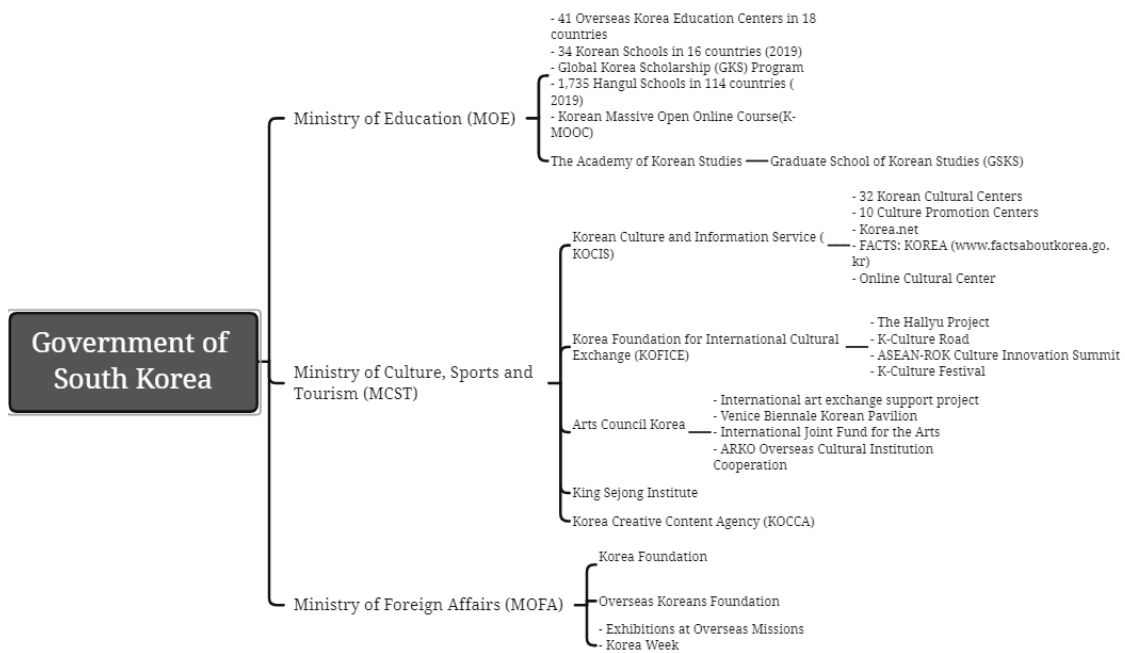 Government of
South Korea
Ministry of Education (MOE)
- 41 Overseas Korea Education Centers in 18
countries
- 34 Korean Schools in 16 countries (2019)
- Global Korea Scholarship (GKS) Program
- 1,735 Hangul Schools in 114 countries (
2019)
- Korean Massive Open Online Course(K-
MOOC)
The Academy of Korean Studies
Graduate School of Korean Studies (GSKS)
Ministry of Culture, Sports and
Tourism (MCST)
Korean Culture and Information Service (
KOCIS)
- 32 Korean Cultural Centers
- 10 Culture Promotion Centers
- Korea.net
- FACTS: KOREA (www.factsaboutkorea.go.
kr)
- Online Cultural Center
Korea Foundation for International Cultural
Exchange (KOFICE)
- The Hallyu Project
- K-Culture Road
- ASEAN-ROK Culture Innovation Summit
- K-Culture Festival
Arts Council Korea
- International art exchange support project
- Venice Biennale Korean Pavilion
- International Joint Fund for the Arts
- ARKO Overseas Cultural Institution
Cooperation
King Sejong Institute
Korea Creative Content Agency (KOCCA)
Ministry of Foreign Affairs (MOFA)
Korea Foundation
Overseas Koreans Foundation
- Exhibitions at Overseas Missions
- Korea Week